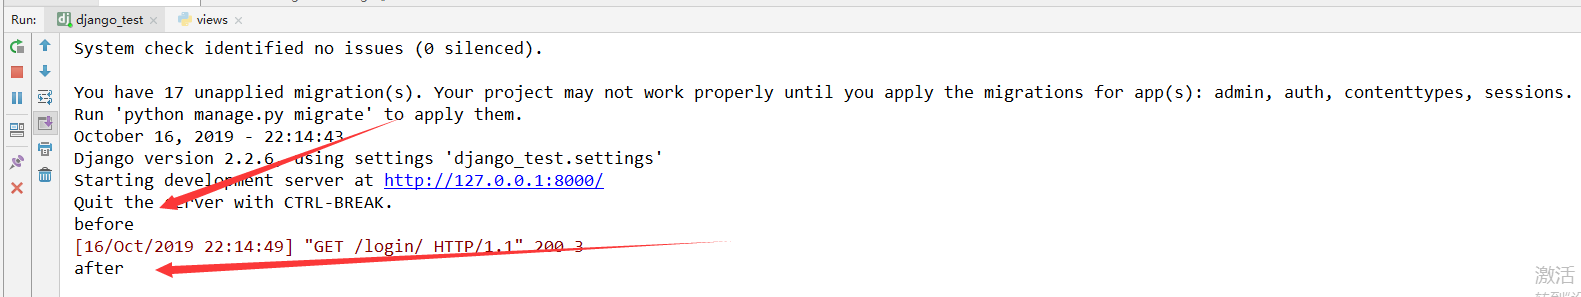 Run: django_test × views ×
System check identified no issues (0 silenced).
You have 17 unapplied migration(s). Your project may not work properly until you apply the migrations for app(s): admin, auth, contenttypes, sessions.
Run 'python manage.py migrate' to apply them.
October 16, 2019 - 22:14:43
Django version 2.2.6, using settings 'django_test.settings'
Starting development server at http://127.0.0.1:8000/
Quit the server with CTRL-BREAK.
before
[16/Oct/2019 22:14:49] "GET /login/ HTTP/1.1" 200 3
after
激活